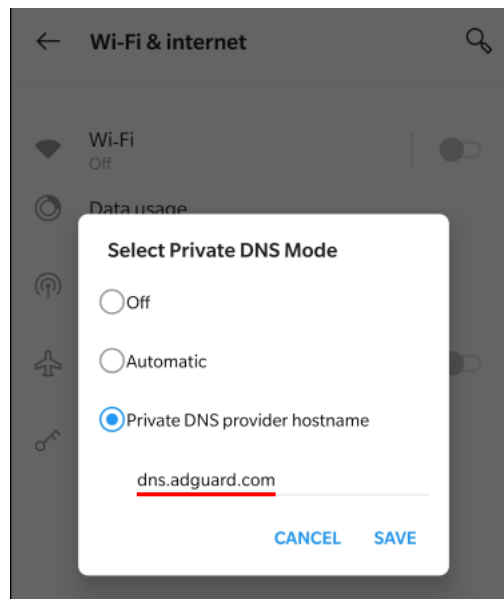 Wi-Fi & internet
Wi-Fi
Off
Data usage
Select Private DNS Mode
Off
Automatic
Private DNS provider hostname
dns.adguard.com
CANCEL SAVE